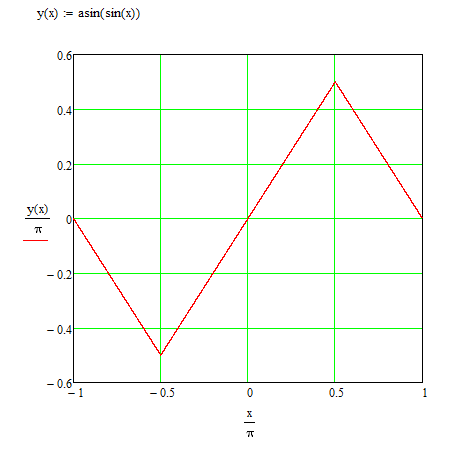 y(x) := asin(sin(x))
0.6
0.4
0.2
0
− 0.2
− 0.4
− 0.6
y(x)
π
− 1
− 0.5
0
0.5
1
x
π